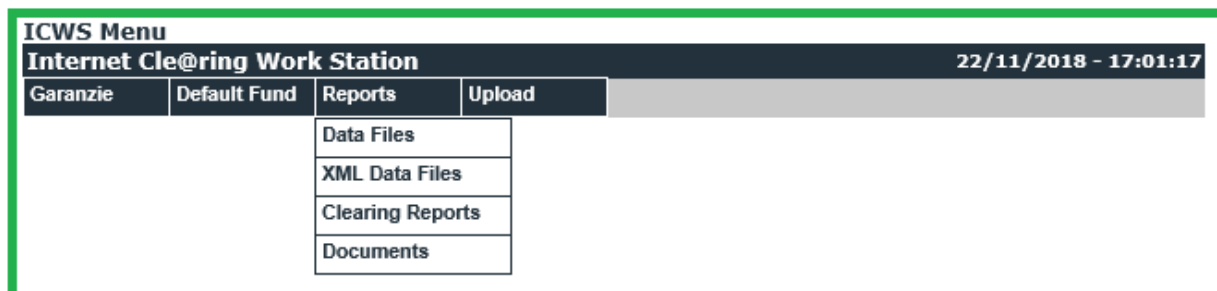 ICWS Menu
Internet Cle@ring Work Station 22/11/2018 - 17:01:17
Garanzie Default Fund Reports Upload
Data Files
XML Data Files
Clearing Reports
Documents